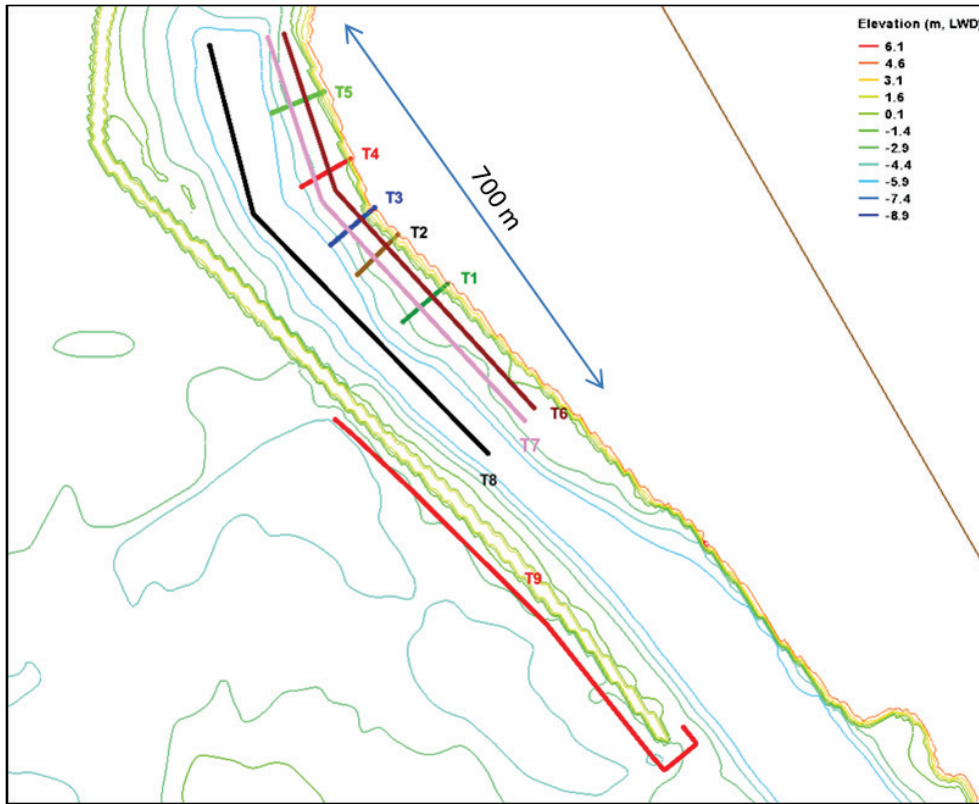 Elevation (m, LWD)
6.1
4.6
3.1
1.6
0.1
-1.4
-2.9
-4.4
-5.9
-7.4
-8.9
700 m
T5
T4
T3
T2
T1
T6
T7
T8
T9